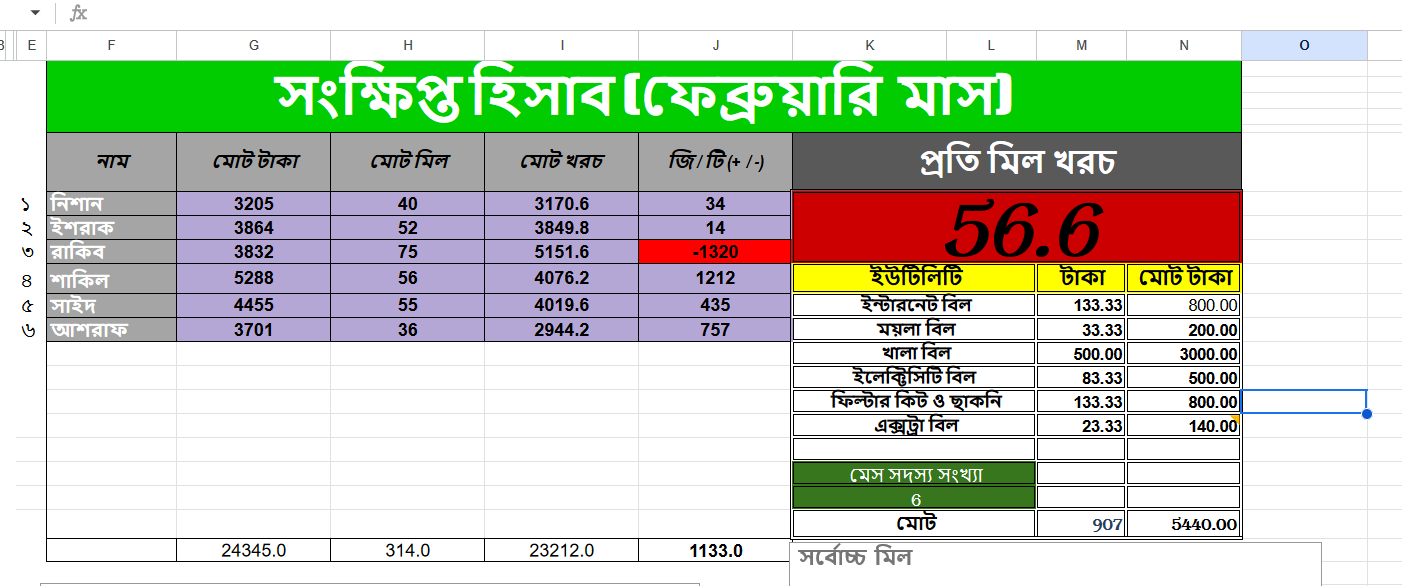 fx
B E F G H I J K L M N O
সংক্ষিপ্ত হিসাব (ফেব্রুয়ারি মাস)
নাম মোট টাকা মোট মিল মোট খরচ জি / টি (+ / -) প্রতি মিল খরচ
১ নিশান 3205 40 3170.6 34 56.6
২ ইশরাক 3864 52 3849.8 14
৩ রাকিব 3832 75 5151.6 -1320
৪ শাকিল 5288 56 4076.2 1212 ইউটিলিটি টাকা মোট টাকা
৫ সাইদ 4455 55 4019.6 435 ইন্টারনেট বিল 133.33 800.00
৬ আশরাফ 3701 36 2944.2 757 ময়লা বিল 33.33 200.00
খালা বিল 500.00 3000.00
ইলেক্ট্রিসিটি বিল 83.33 500.00
ফিল্টার কিট ও ছাকনি 133.33 800.00
এক্সট্রা বিল 23.33 140.00
মেস সদস্য সংখ্যা
6
মোট 907 5440.00
24345.0 314.0 23212.0 1133.0
সর্বোচ্চ মিল